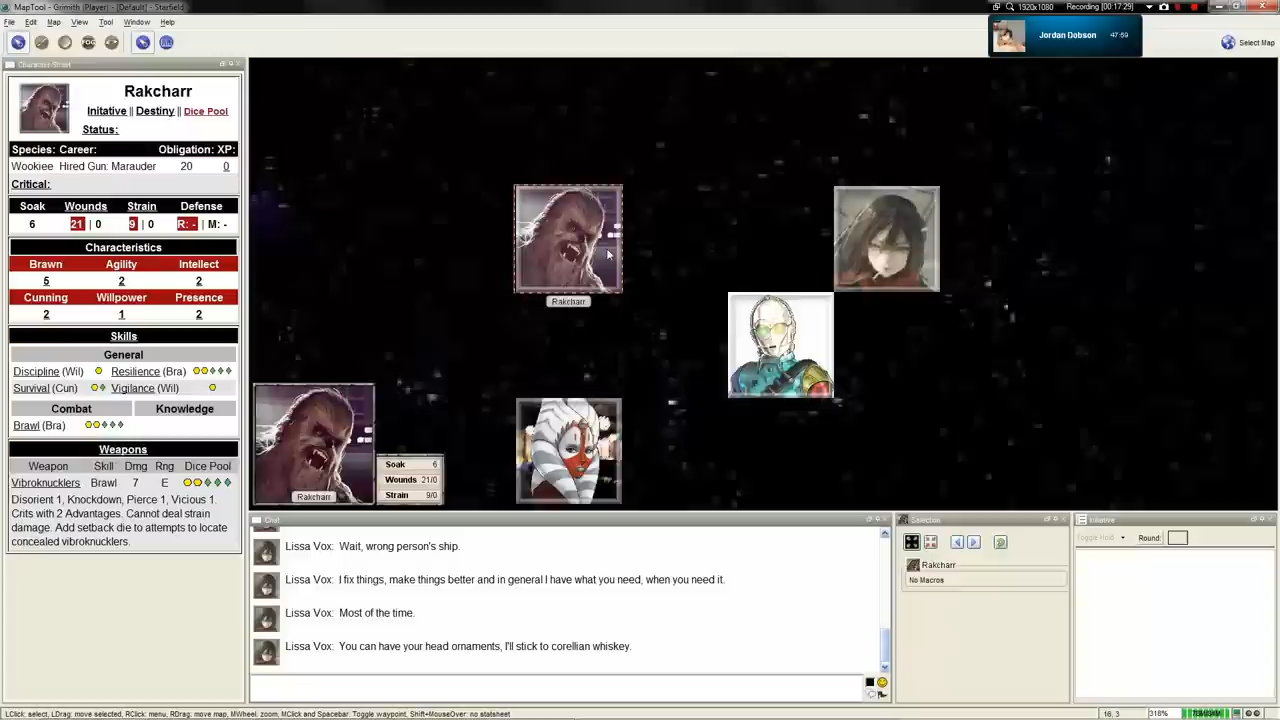 MapTool - Grimith [Player] - [Default] - Starfield
1920x1080
Recording [00:17:29]
File Edit Map View Tool Window Help
FOG
Jordan Dobson 47:59
Select Map
Character Sheet
Rakcharr
Initative || Destiny || Dice Pool
Status:
Species: Career: Obligation: XP:
Wookiee Hired Gun: Marauder 20 0
Critical:
Soak Wounds Strain Defense
6 21 | 0 9 | 0 R: - | M: -
Characteristics
Brawn Agility Intellect
5 2 2
Cunning Willpower Presence
2 1 2
Skills
General
Discipline (Wil) Resilience (Bra)
Survival (Cun) Vigilance (Wil)
Combat Knowledge
Brawl (Bra)
Weapons
Weapon Skill Dmg Rng Dice Pool
Vibroknucklers Brawl 7 E
Disorient 1, Knockdown, Pierce 1, Vicious 1.
Crits with 2 Advantages. Cannot deal strain
damage. Add setback die to attempts to locate
concealed vibroknucklers.
Rakcharr
Rakcharr
Soak 6
Wounds 21/0
Strain 9/0
Chat
Lissa Vox: Wait, wrong person's ship.
Lissa Vox: I fix things, make things better and in general I have what you need, when you need it.
Lissa Vox: Most of the time.
Lissa Vox: You can have your head ornaments, I'll stick to corellian whiskey.
Selection
Rakcharr
No Macros
Initiative
Toggle Hold Round:
LClick: select, LDrag: move selected, RClick: menu, RDrag: move map, MWheel: zoom, MClick and Spacebar: Toggle waypoint, Shift+MouseOver: no statsheet
16, 3 318%